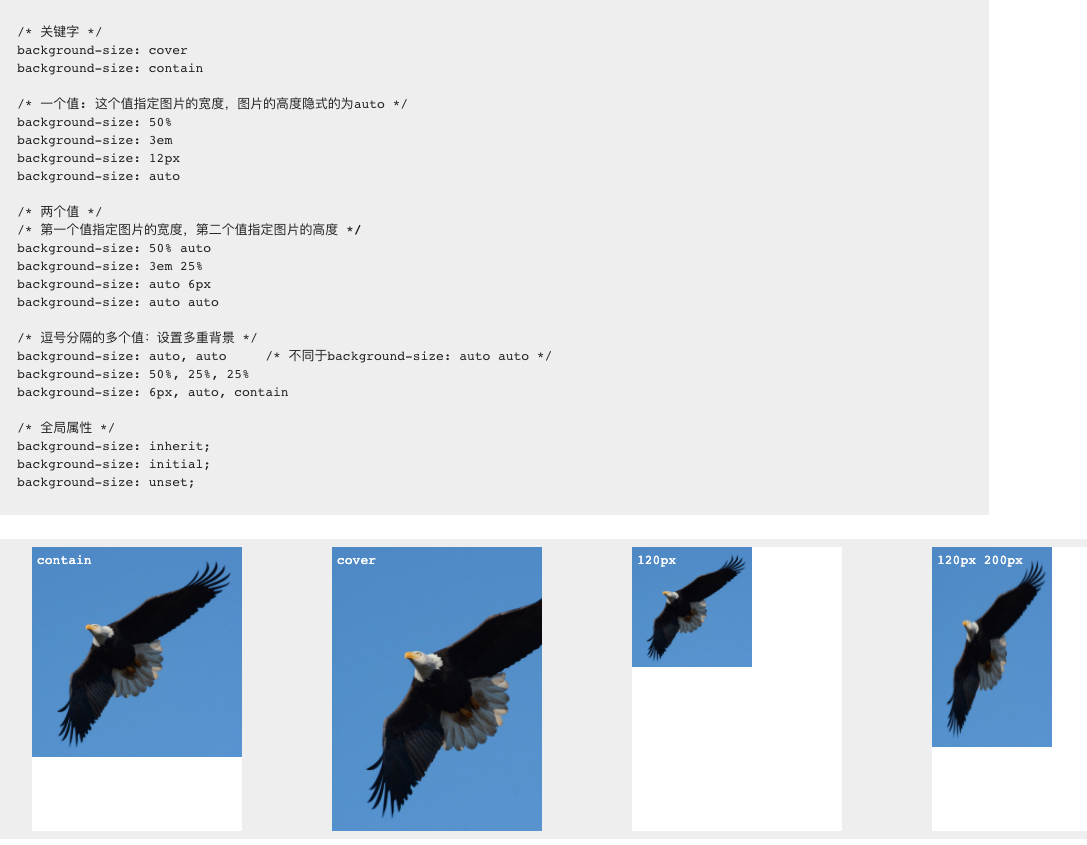 /* 关键字 */
background-size: cover
background-size: contain
/* 一个值: 这个值指定图片的宽度，图片的高度隐式的为auto */
background-size: 50%
background-size: 3em
background-size: 12px
background-size: auto
/* 两个值 */
/* 第一个值指定图片的宽度，第二个值指定图片的高度 */
background-size: 50% auto
background-size: 3em 25%
background-size: auto 6px
background-size: auto auto
/* 逗号分隔的多个值：设置多重背景 */
background-size: auto, auto     /* 不同于background-size: auto auto */
background-size: 50%, 25%, 25%
background-size: 6px, auto, contain
/* 全局属性 */
background-size: inherit;
background-size: initial;
background-size: unset;
contain
cover
120px
120px 200px